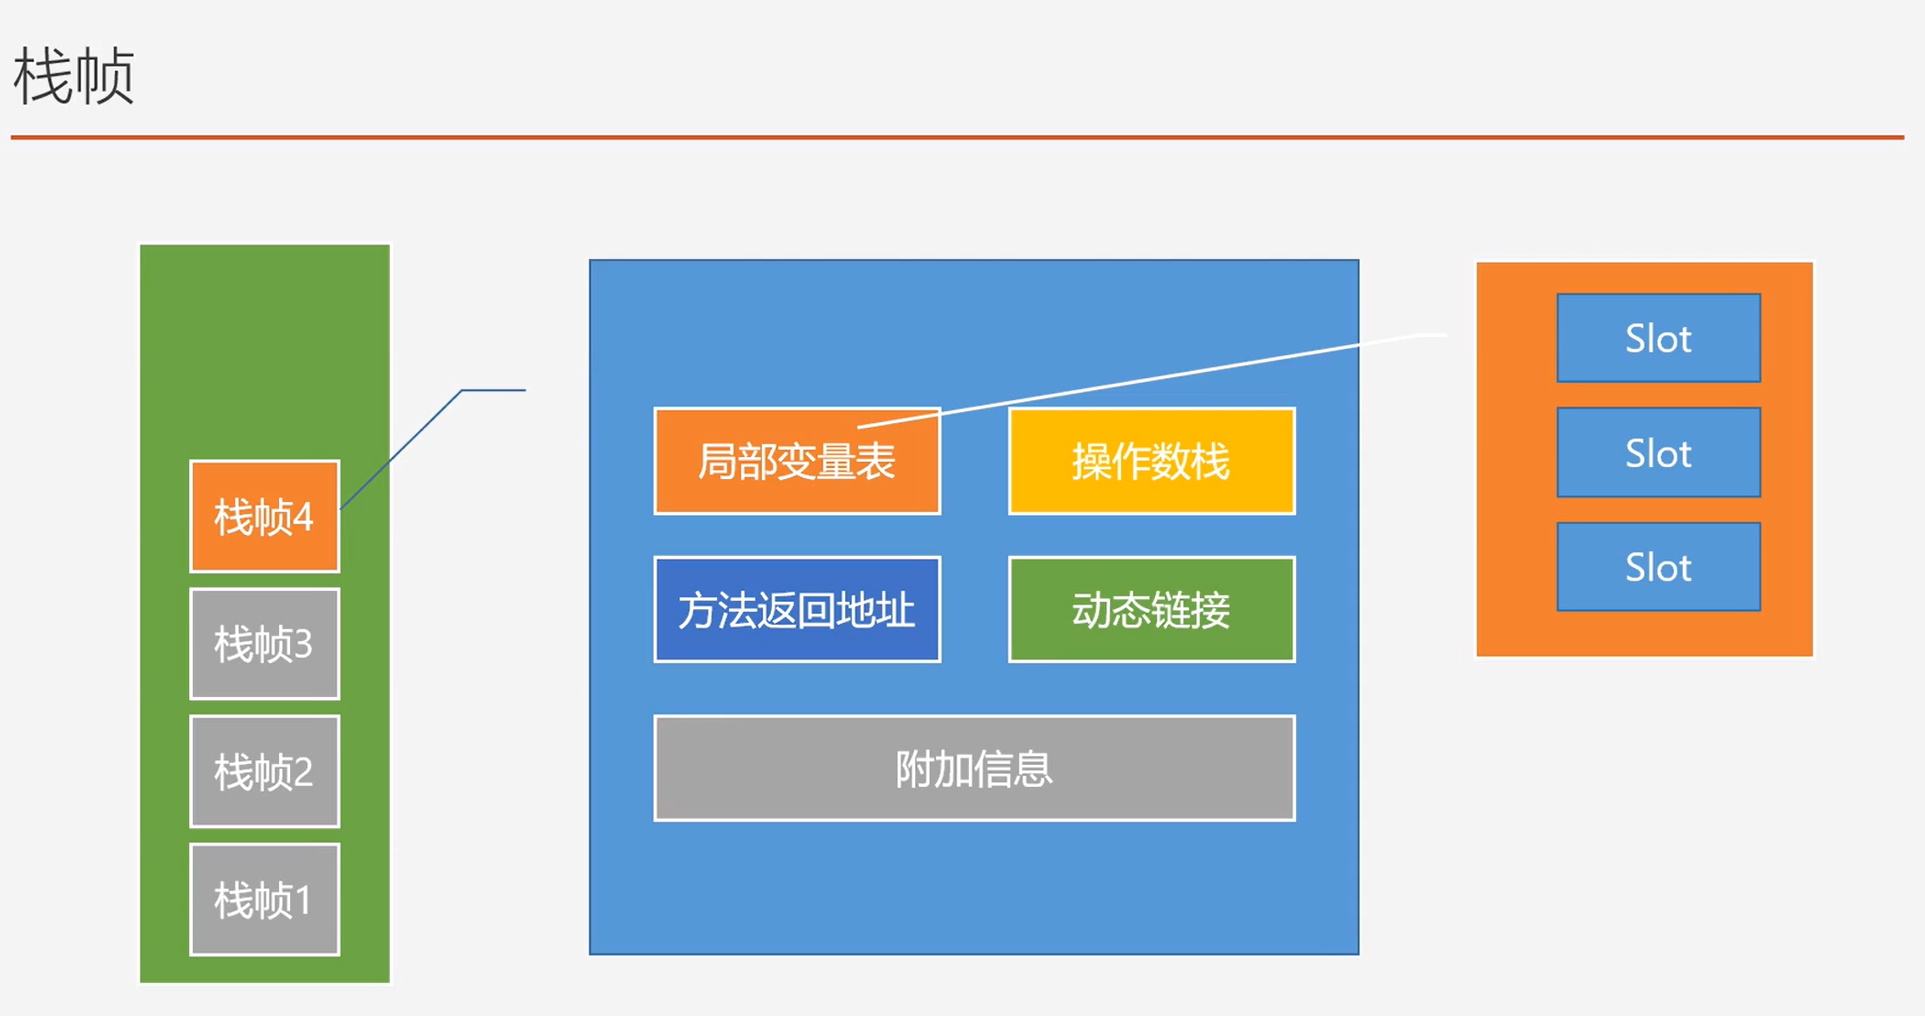 栈帧
栈帧4
栈帧3
栈帧2
栈帧1
局部变量表
操作数栈
方法返回地址
动态链接
附加信息
Slot
Slot
Slot